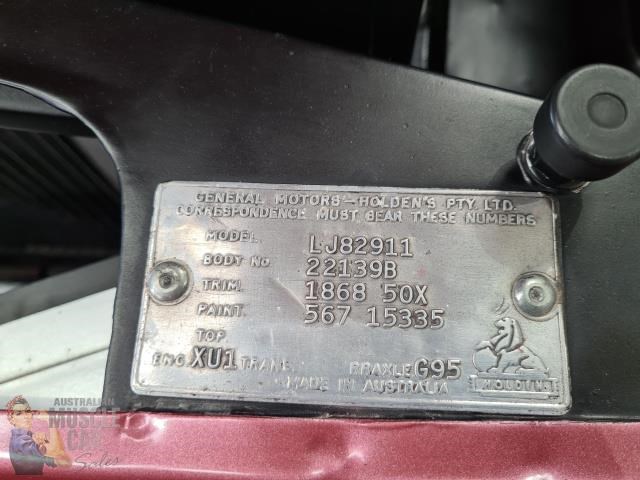 GENERAL MOTORS—HOLDEN'S PTY. LTD.
CORRESPONDENCE MUST BEAR THESE NUMBERS
MODEL LJ82911
BODY No 22139B
TRIM. 1868 50X
PAINT. 567 15335
TOP
ENG. XU1 TRANS. RRAXLE G95
MADE IN AUSTRALIA
HOLDEN
AUSTRALIAN
MUSCLE
CAR
Sales